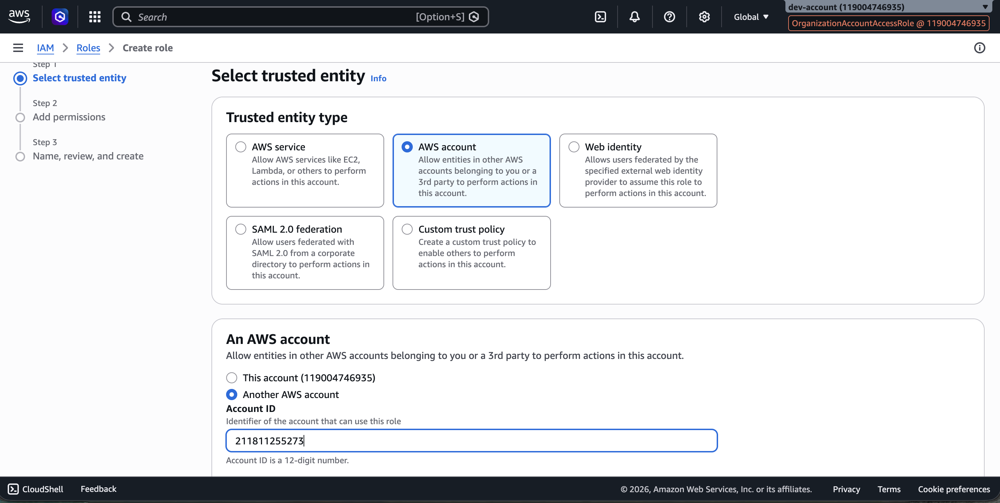 aws
Search
[Option+S]
Global
dev-account (119004746935)
OrganizationAccountAccessRole @ 119004746935
IAM
Roles
Create role
Step 1
Select trusted entity
Step 2
Add permissions
Step 3
Name, review, and create
Select trusted entity Info
Trusted entity type
AWS service
Allow AWS services like EC2,
Lambda, or others to perform
actions in this account.
AWS account
Allow entities in other AWS
accounts belonging to you or a
3rd party to perform actions in
this account.
Web identity
Allows users federated by the
specified external web identity
provider to assume this role to
perform actions in this account.
SAML 2.0 federation
Allow users federated with
SAML 2.0 from a corporate
directory to perform actions in
this account.
Custom trust policy
Create a custom trust policy to
enable others to perform
actions in this account.
An AWS account
Allow entities in other AWS accounts belonging to you or a 3rd party to perform actions in this account.
This account (119004746935)
Another AWS account
Account ID
Identifier of the account that can use this role
211811255273
Account ID is a 12-digit number.
CloudShell
Feedback
© 2026, Amazon Web Services, Inc. or its affiliates.
Privacy
Terms
Cookie preferences